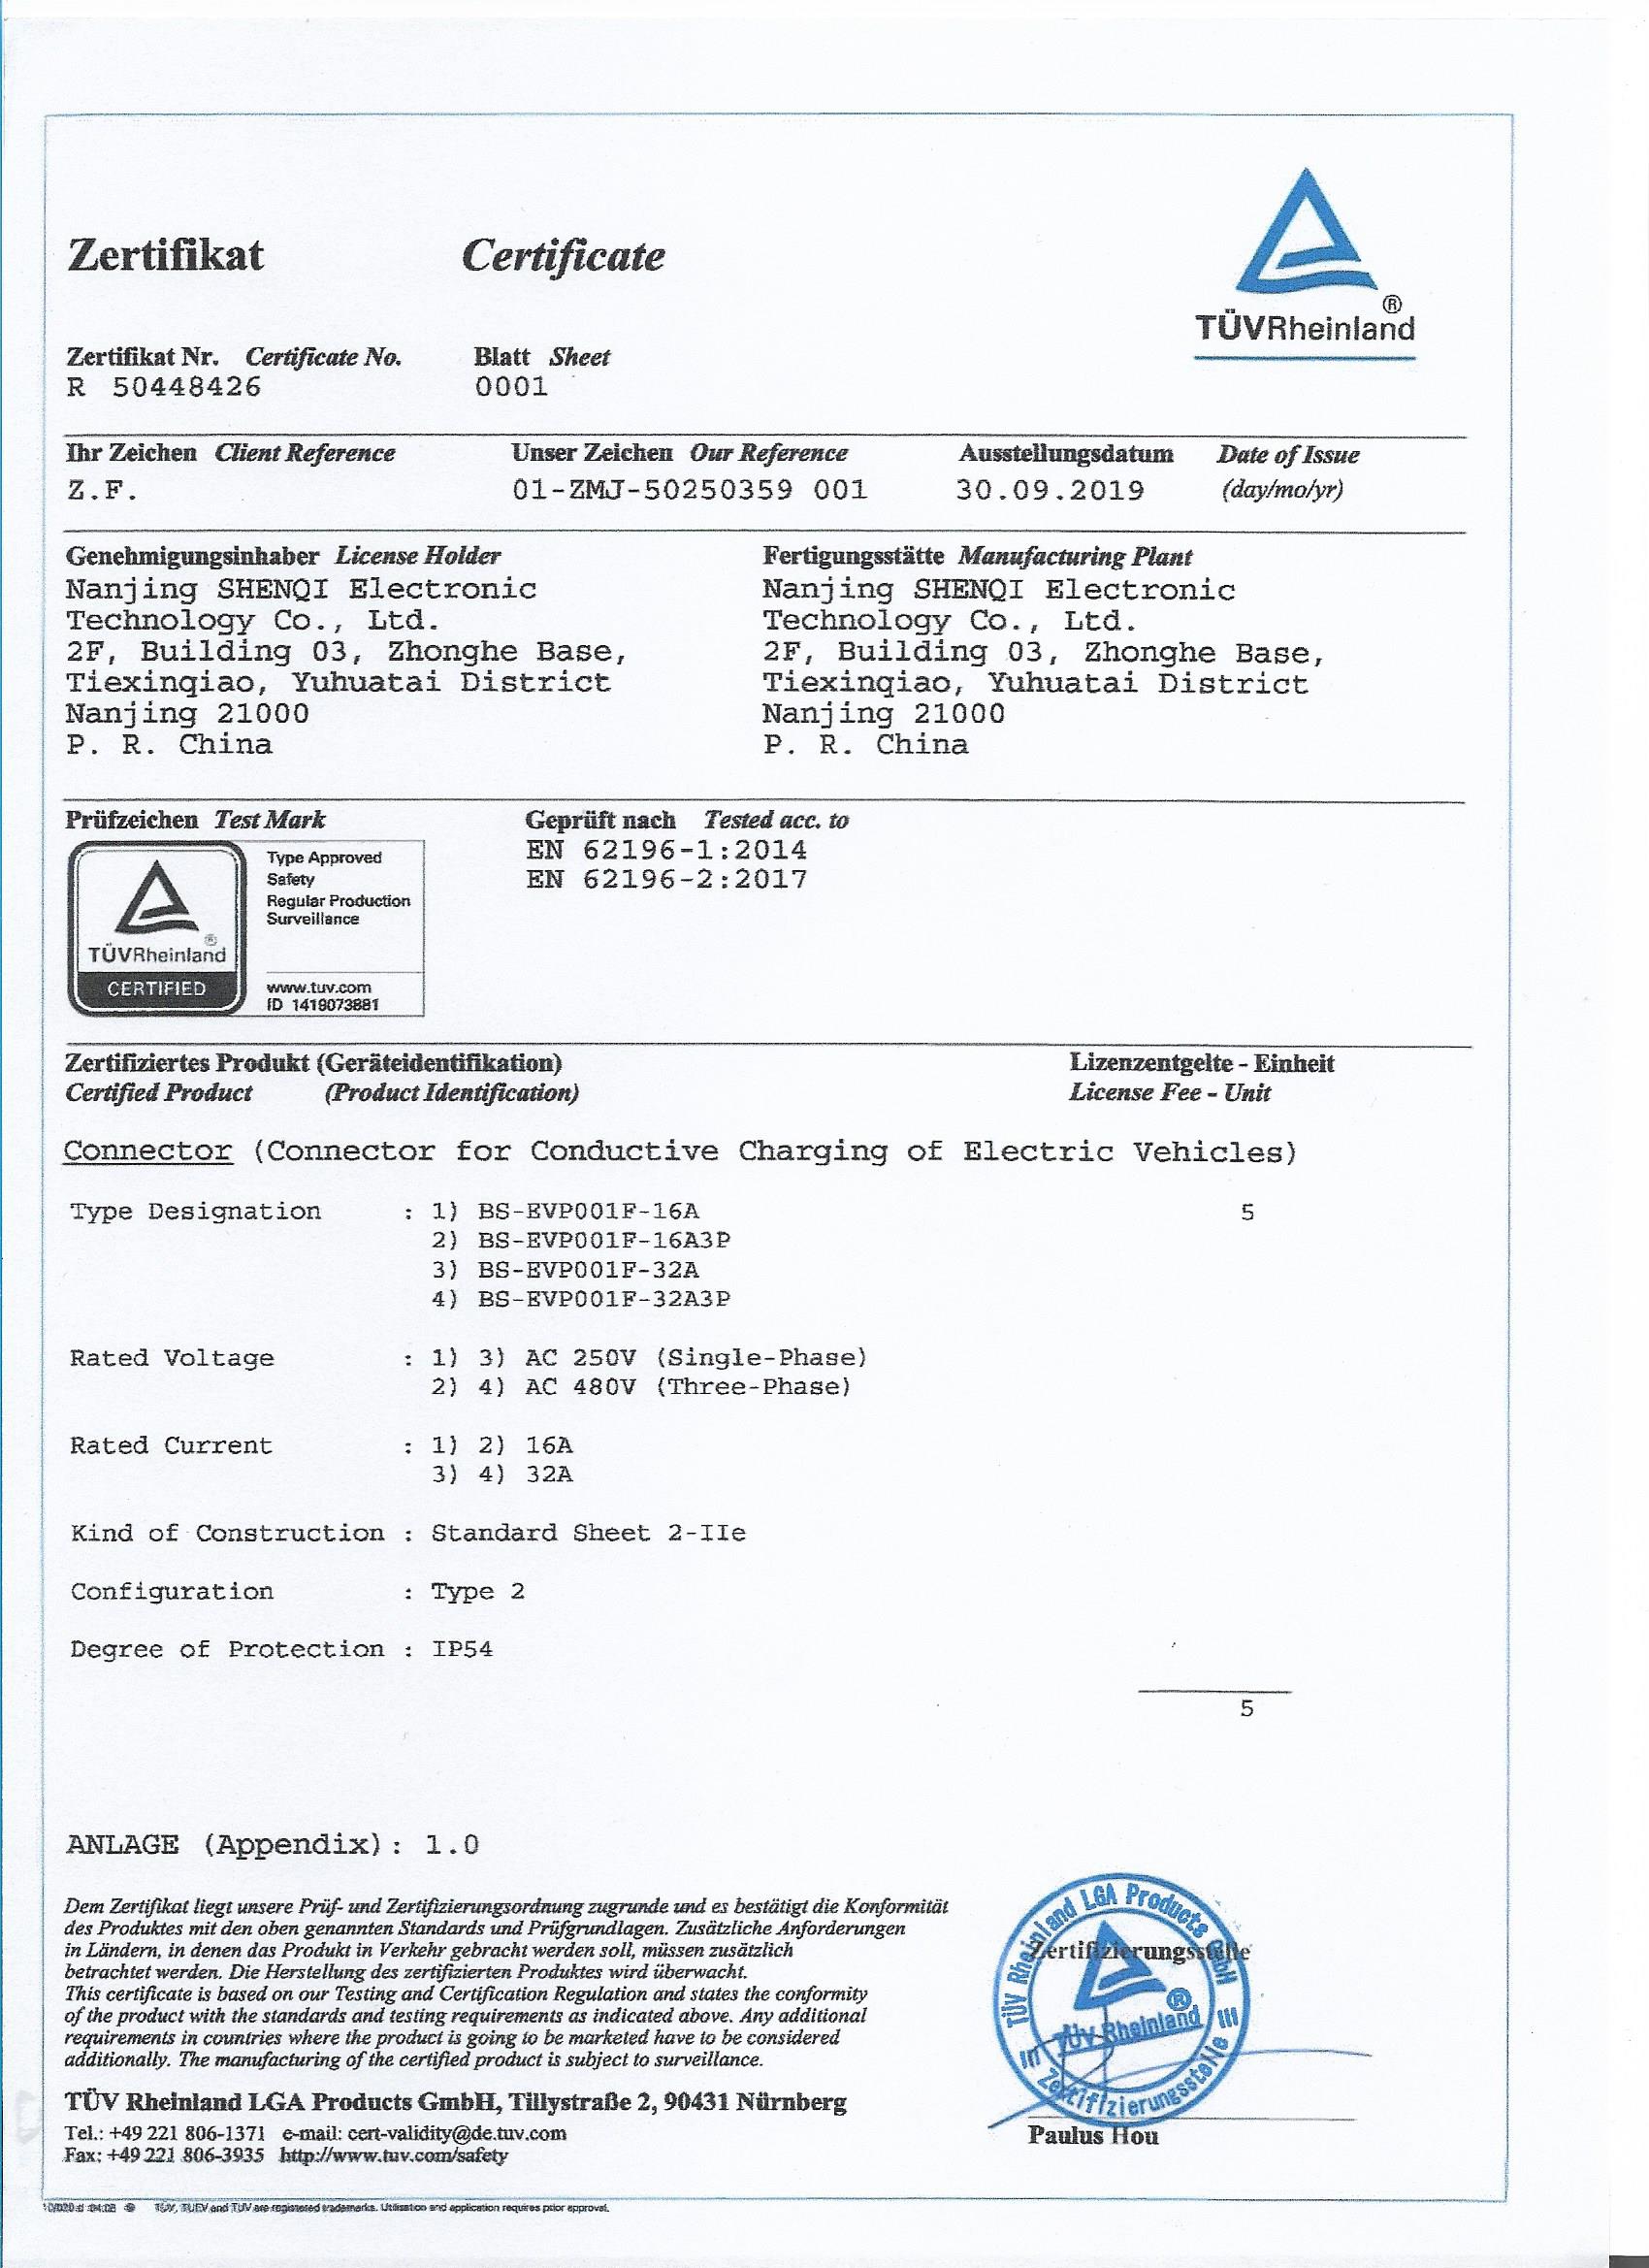 Zertifikat Certificate
®
TÜVRheinland
Zertifikat Nr. Certificate No. Blatt Sheet
R 50448426 0001
Ihr Zeichen Client Reference Unser Zeichen Our Reference Ausstellungsdatum Date of Issue
Z.F. 01-ZMJ-50250359 001 30.09.2019 (day/mo/yr)
Genehmigungsinhaber License Holder Fertigungsstätte Manufacturing Plant
Nanjing SHENQI Electronic Nanjing SHENQI Electronic
Technology Co., Ltd. Technology Co., Ltd.
2F, Building 03, Zhonghe Base, 2F, Building 03, Zhonghe Base,
Tiexinqiao, Yuhuatai District Tiexinqiao, Yuhuatai District
Nanjing 21000 Nanjing 21000
P. R. China P. R. China
Prüfzeichen Test Mark Geprüft nach Tested acc. to
EN 62196-1:2014
EN 62196-2:2017
Type Approved
Safety
Regular Production
Surveillance
®
TÜVRheinland
CERTIFIED
www.tuv.com
ID 1419073881
Zertifiziertes Produkt (Geräteidentifikation) Lizenzentgelte - Einheit
Certified Product (Product Identification) License Fee - Unit
Connector (Connector for Conductive Charging of Electric Vehicles)
Type Designation : 1) BS-EVP001F-16A 5
2) BS-EVP001F-16A3P
3) BS-EVP001F-32A
4) BS-EVP001F-32A3P
Rated Voltage : 1) 3) AC 250V (Single-Phase)
2) 4) AC 480V (Three-Phase)
Rated Current : 1) 2) 16A
3) 4) 32A
Kind of Construction : Standard Sheet 2-IIe
Configuration : Type 2
Degree of Protection : IP54
5
ANLAGE (Appendix): 1.0
Dem Zertifikat liegt unsere Prüf- und Zertifizierungsordnung zugrunde und es bestätigt die Konformität
des Produktes mit den oben genannten Standards und Prüfgrundlagen. Zusätzliche Anforderungen
in Ländern, in denen das Produkt in Verkehr gebracht werden soll, müssen zusätzlich
betrachtet werden. Die Herstellung des zertifizierten Produktes wird überwacht.
This certificate is based on our Testing and Certification Regulation and states the conformity
of the product with the standards and testing requirements as indicated above. Any additional
requirements in countries where the product is going to be marketed have to be considered
additionally. The manufacturing of the certified product is subject to surveillance.
TÜV Rheinland LGA Products GmbH, Tillystraße 2, 90431 Nürnberg
Tel.: +49 221 806-1371 e-mail: cert-validity@de.tuv.com
Fax: +49 221 806-3935 http://www.tuv.com/safety
TÜV Rheinland LGA Products GmbH
Zertifizierungsstelle
®
TÜV Rheinland
Zertifizierungsstelle
Paulus Hou
TÜV, TUEV and TUV are registered trademarks. Utilisation and application requires prior approval.